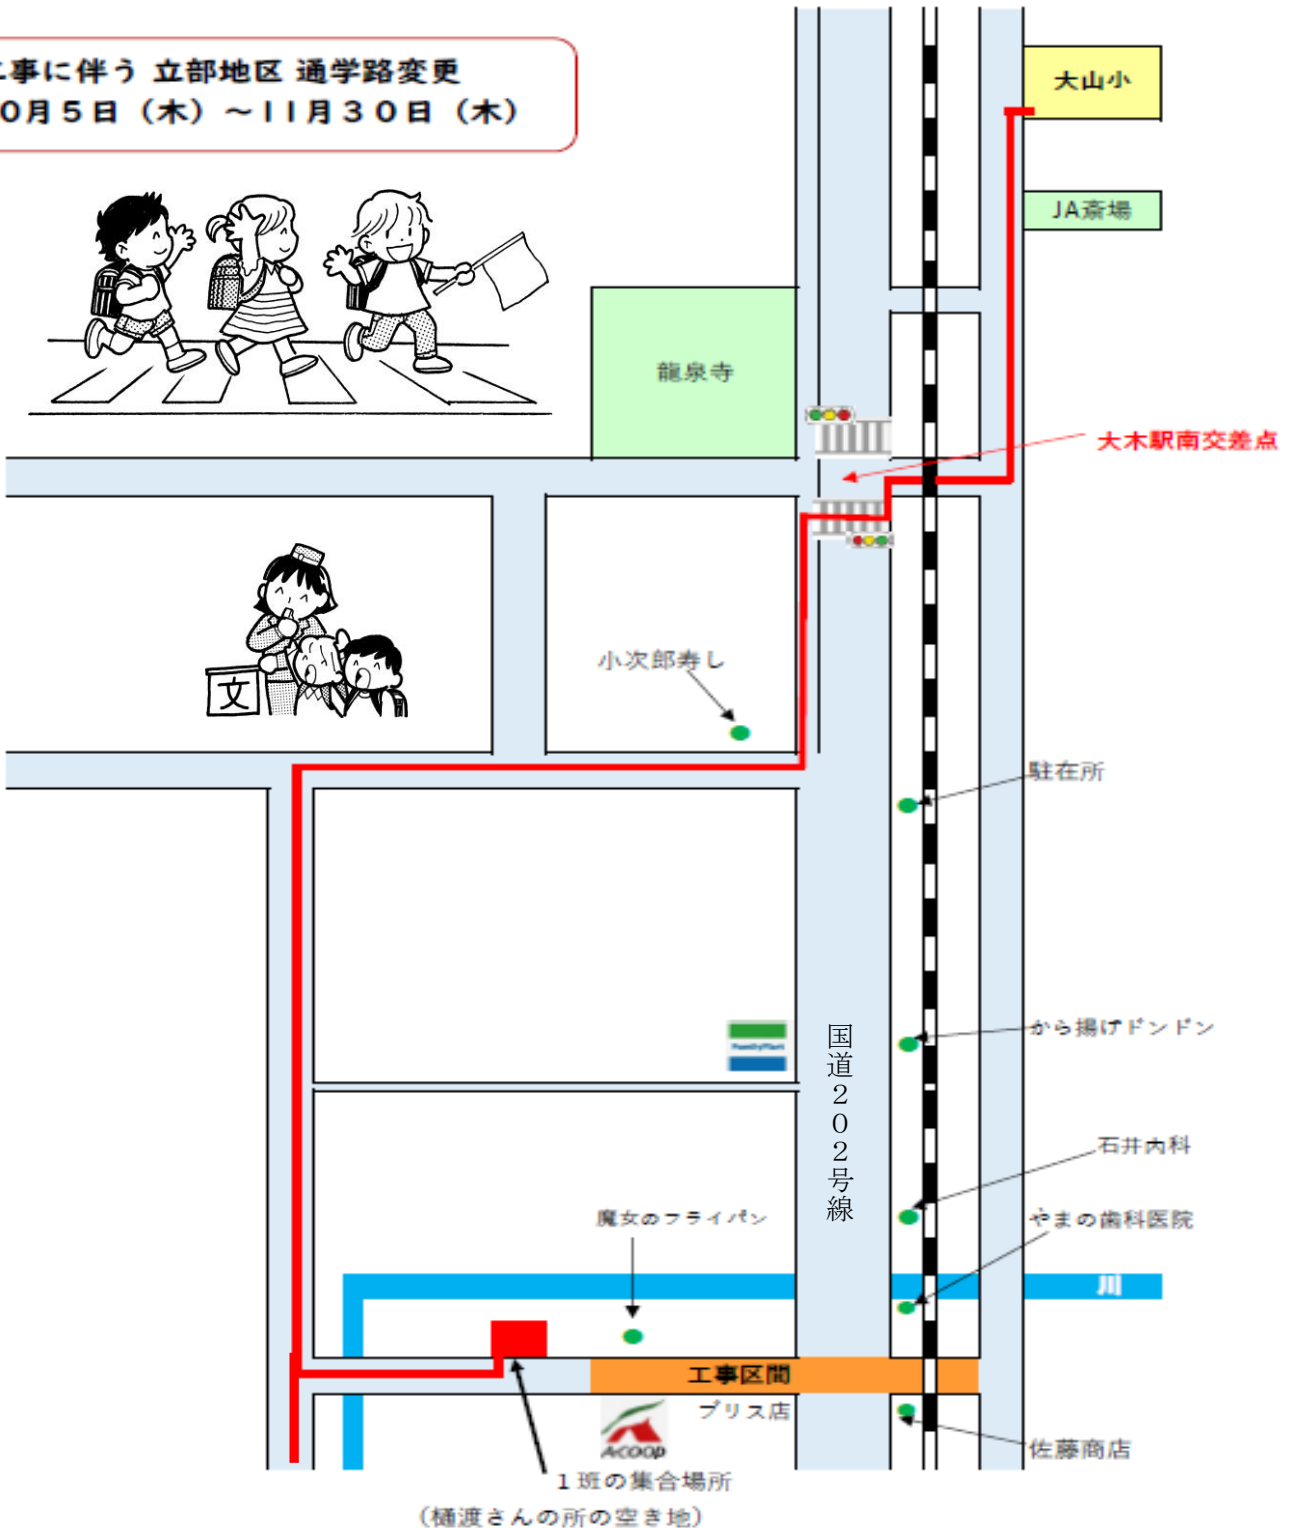 事に伴う 立部地区 通学路変更
0月５日（木）～11月３０日（木）
大山小
JA斎場
龍泉寺
大木駅南交差点
文
小次郎寿し
駐在所
FamilyMart
国道２０２号線
から揚げドンドン
石井内科
魔女のフライパン
やまの歯科医院
川
工事区間
プリス店
A・COOP
佐藤商店
１班の集合場所
（樋渡さんの所の空き地）